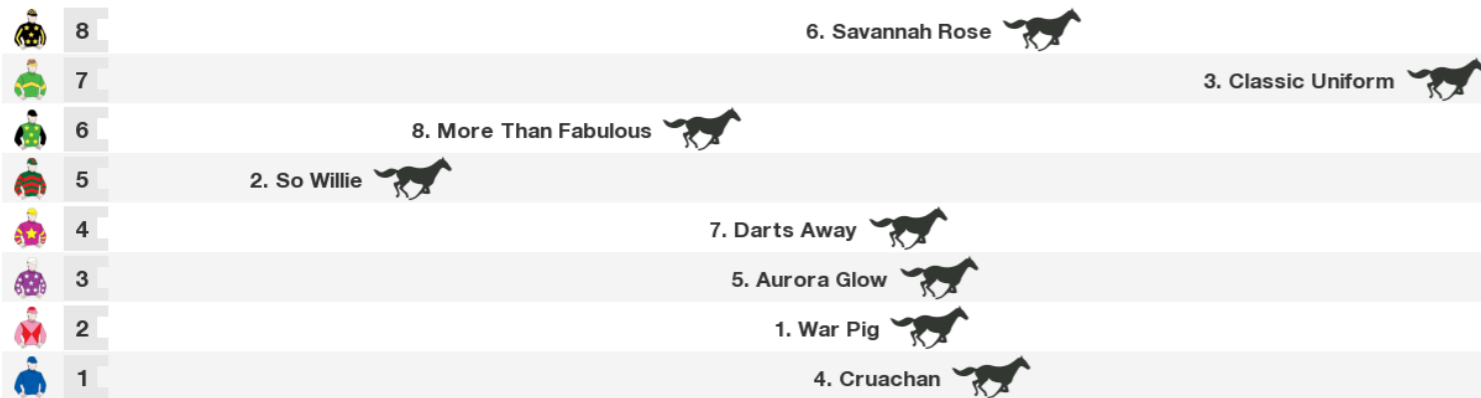 8 6. Savannah Rose
7 3. Classic Uniform
6 8. More Than Fabulous
5 2. So Willie
4 7. Darts Away
3 5. Aurora Glow
2 1. War Pig
1 4. Cruachan